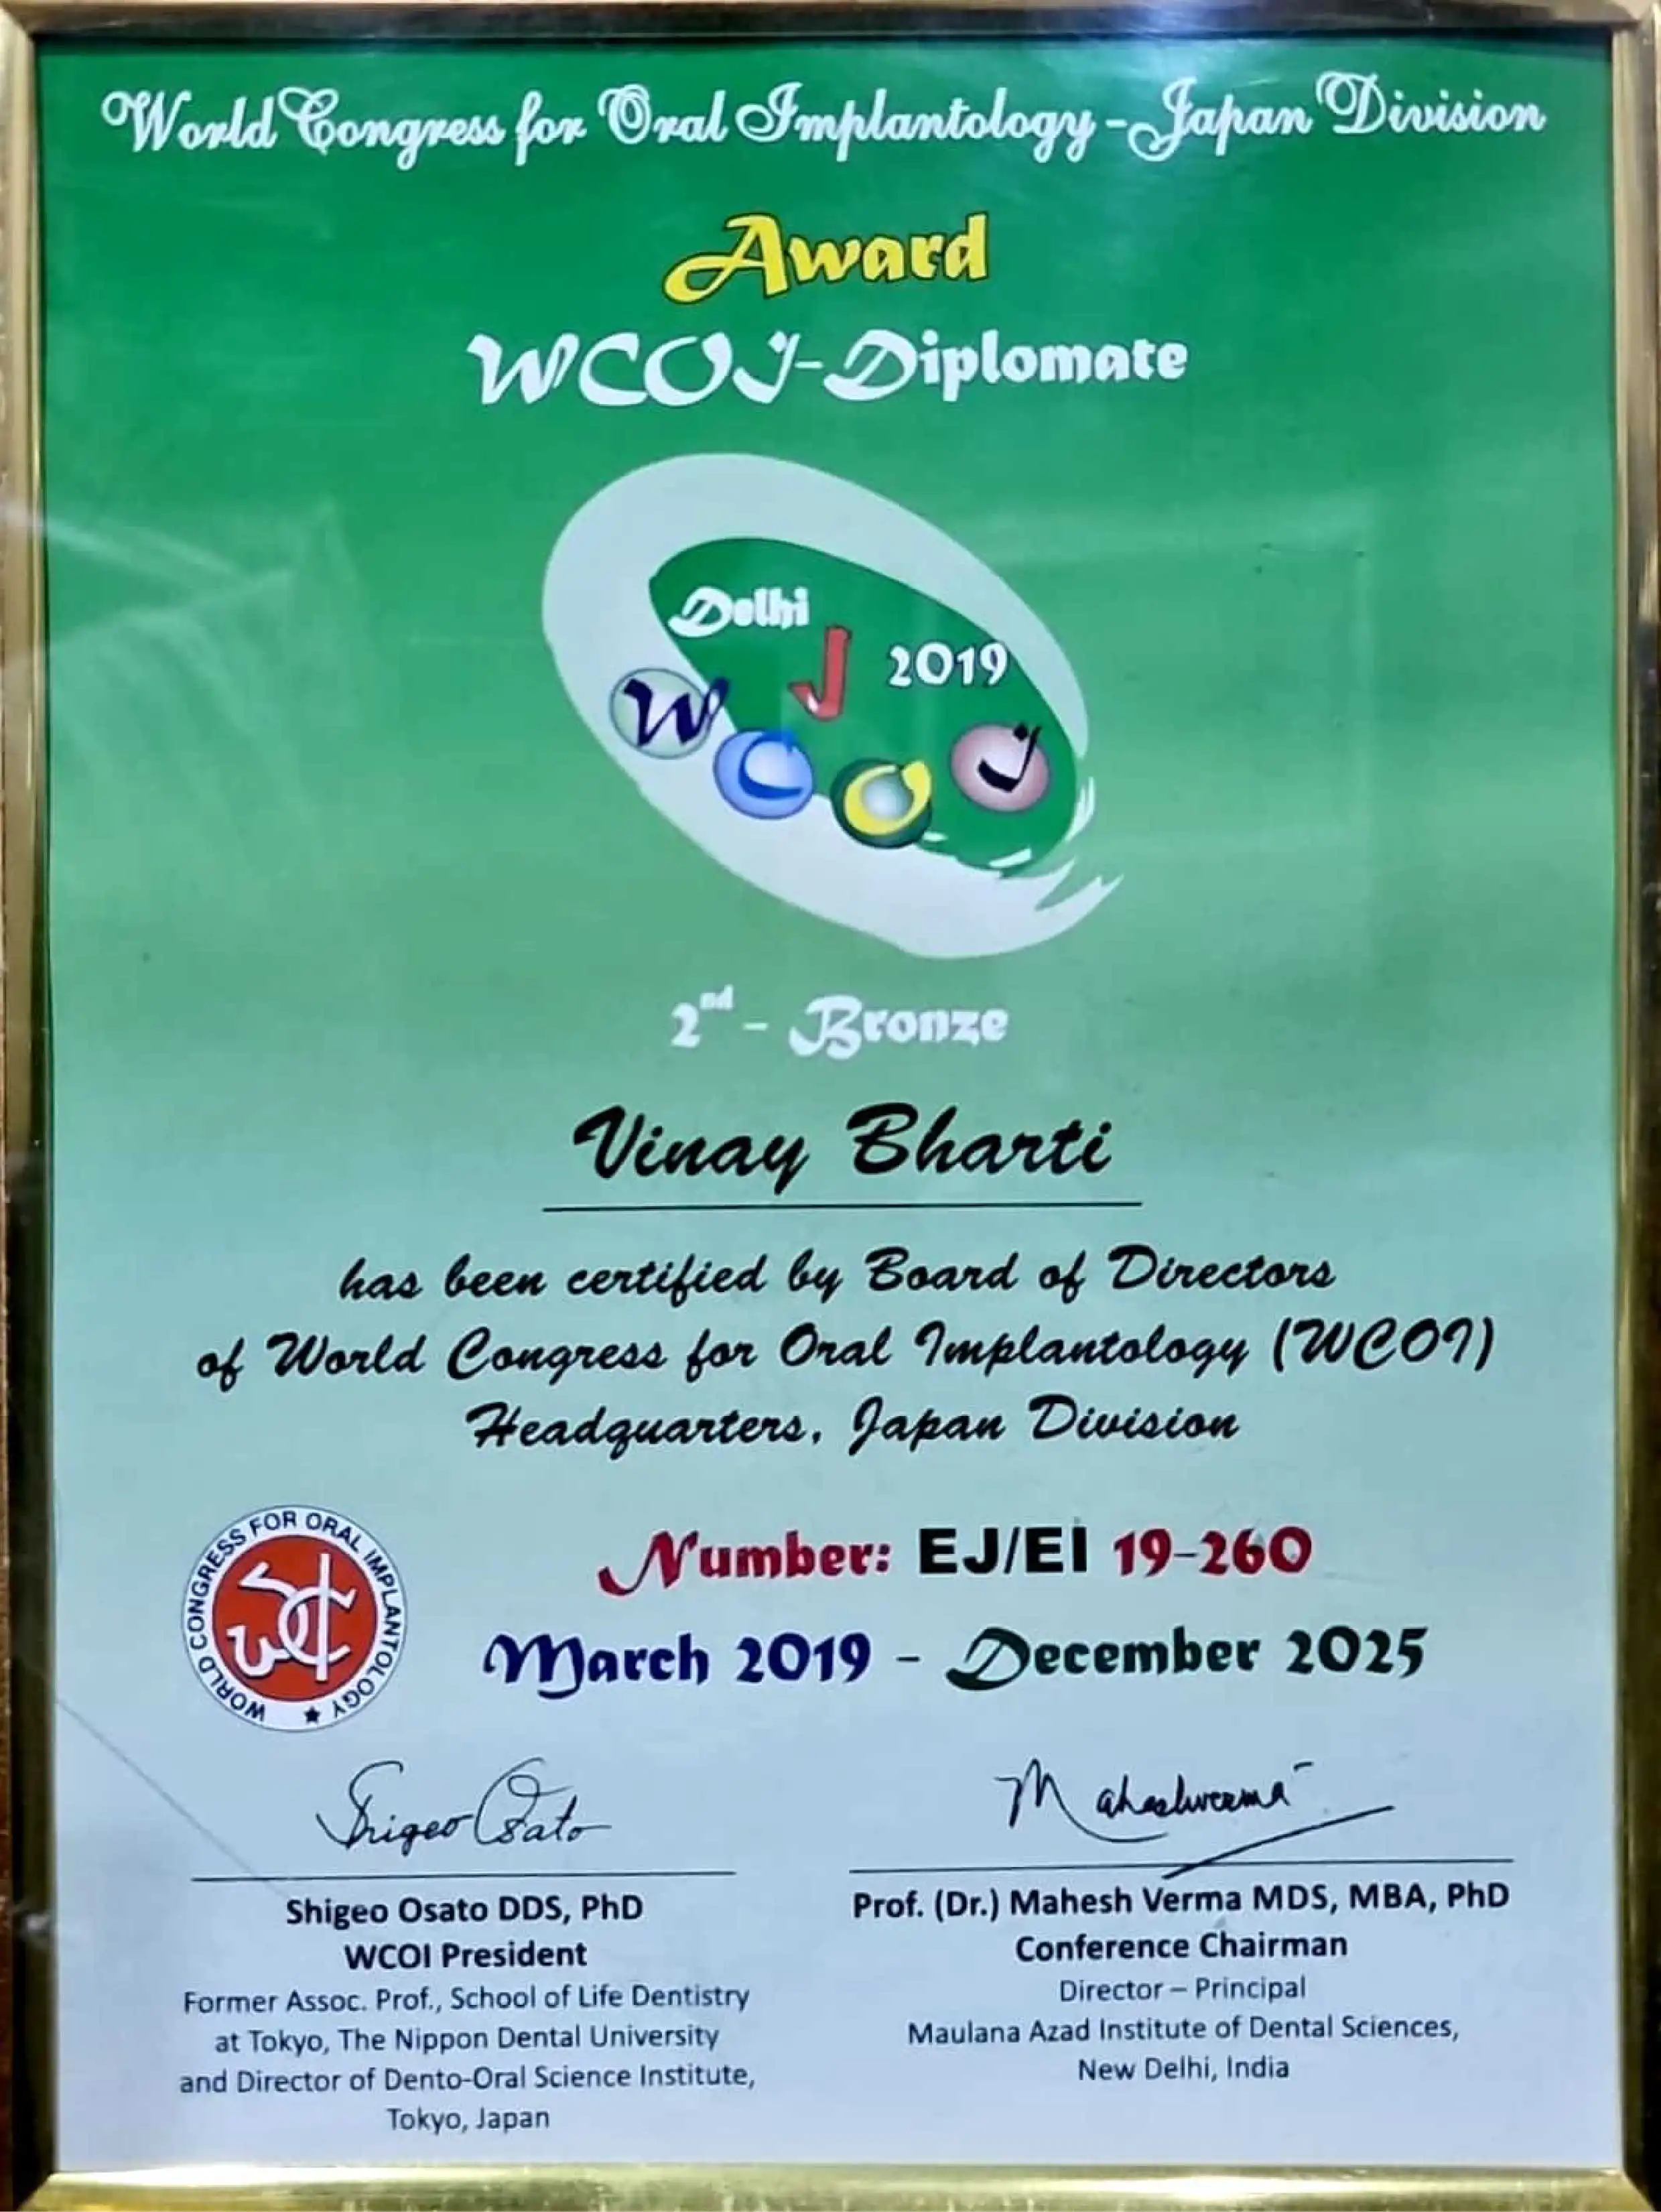 World Congress for Oral Implantology - Japan Division
Award
WCOI-Diplomate
Delhi
J 2019
W C O I
2nd - Bronze
Vinay Bharti
has been certified by Board of Directors
of World Congress for Oral Implantology (WCOI)
Headquarters, Japan Division
WORLD CONGRESS FOR ORAL IMPLANTOLOGY
Number: EJ/EI 19-260
March 2019 - December 2025
Shigeo Osato
Maheshverma
Shigeo Osato DDS, PhD
WCOI President
Former Assoc. Prof., School of Life Dentistry
at Tokyo, The Nippon Dental University
and Director of Dento-Oral Science Institute,
Tokyo, Japan
Prof. (Dr.) Mahesh Verma MDS, MBA, PhD
Conference Chairman
Director – Principal
Maulana Azad Institute of Dental Sciences,
New Delhi, India